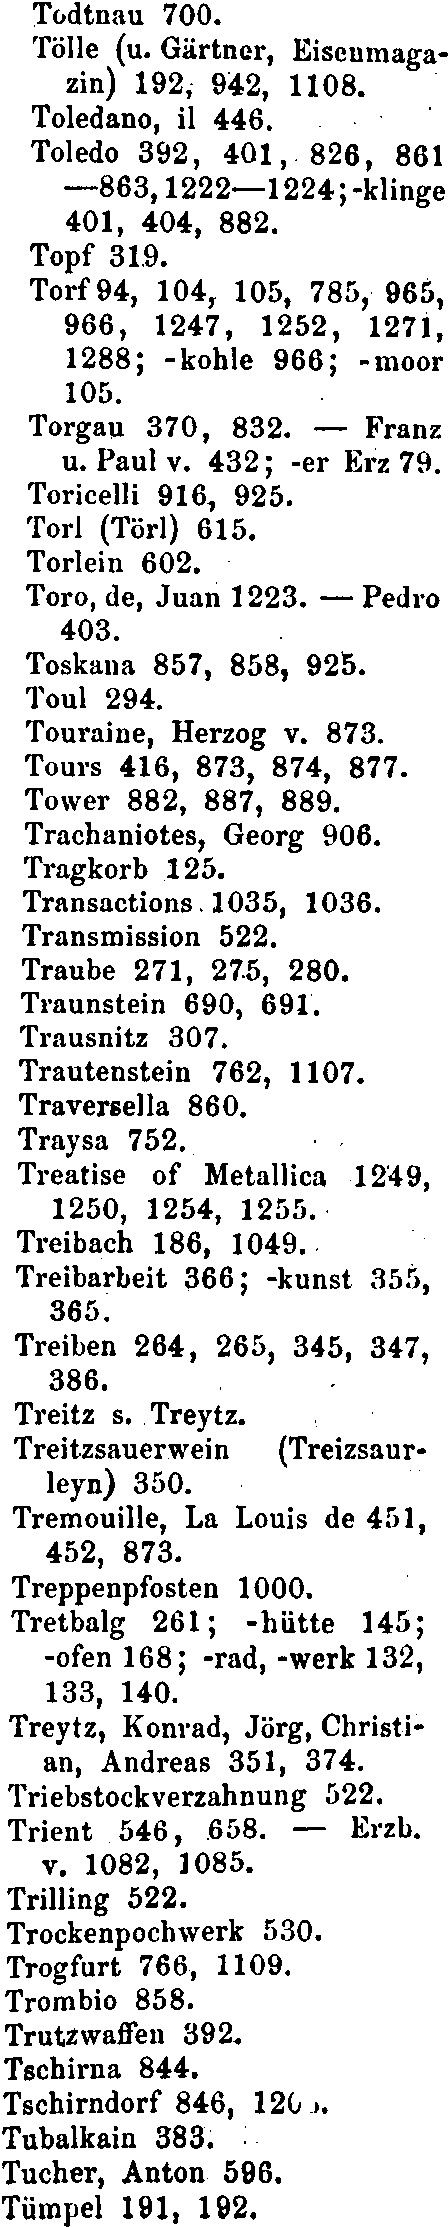 Todtnau 700.
Tölle (u. Gärtner, Eisenmaga-
zin) 192, 942, 1108.
Toledano, il 446.
Toledo 392, 401, 826, 861
—863, 1222—1224; -klinge
401, 404, 882.
Topf 319.
Torf 94, 104, 105, 785, 965,
966, 1247, 1252, 1271,
1288; -kohle 966; -moor
105.
Torgau 370, 832. — Franz
u. Paul v. 432; -er Erz 79.
Toricelli 916, 925.
Torl (Törl) 615.
Torlein 602.
Toro, de, Juan 1223. — Pedro
403.
Toskana 857, 858, 925.
Toul 294.
Touraine, Herzog v. 873.
Tours 416, 873, 874, 877.
Tower 882, 887, 889.
Trachaniotes, Georg 906.
Tragkorb 125.
Transactions 1035, 1036.
Transmission 522.
Traube 271, 275, 280.
Traunstein 690, 691.
Trausnitz 307.
Trautenstein 762, 1107.
Traversella 860.
Traysa 752.
Treatise of Metallica 1249,
1250, 1254, 1255.
Treibach 186, 1049.
Treibarbeit 366; -kunst 355,
365.
Treiben 264, 265, 345, 347,
386.
Treitz s. Treytz.
Treitzsauerwein (Treizsaur-
leyn) 350.
Tremouille, La Louis de 451,
452, 873.
Treppenpfosten 1000.
Tretbalg 261; -hütte 145;
-ofen 168; -rad, -werk 132,
133, 140.
Treytz, Konrad, Jörg, Christi-
an, Andreas 351, 374.
Triebstockverzahnung 522.
Trient 546, 658. — Erzb.
v. 1082, 1085.
Trilling 522.
Trockenpochwerk 530.
Trogfurt 766, 1109.
Trombio 858.
Trutzwaffen 392.
Tschirna 844.
Tschirndorf 846,
Tubalkain 383.
Tucher, Anton 596.
Tümpel 191, 192.